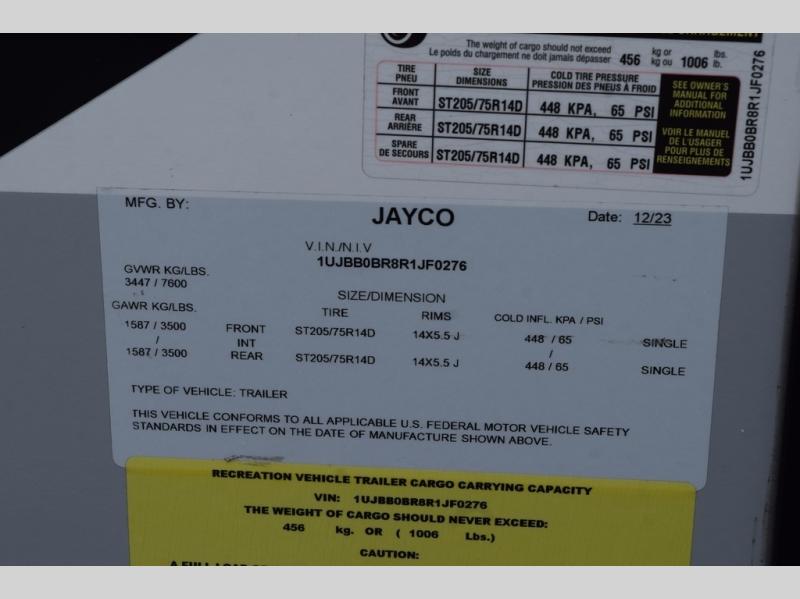 The weight of cargo should not exceed kg or lbs.
Le poids du chargement ne doit jamais dépasser 456 kg ou 1006 lb.
TIRE PNEU SIZE DIMENSIONS COLD TIRE PRESSURE PRESSION DES PNEUS À FROID
FRONT AVANT ST205/75R14D 448 KPA, 65 PSI
REAR ARRIÈRE ST205/75R14D 448 KPA, 65 PSI
SPARE DE SECOURS ST205/75R14D 448 KPA, 65 PSI
SEE OWNER'S
MANUAL FOR
ADDITIONAL
INFORMATION
VOIR LE MANUEL
DE L'USAGER
POUR PLUS DE
RENSEIGNEMENTS
1UJBB0BR8R1JF0276
MFG. BY: JAYCO Date: 12/23
V.I.N./N.I.V
1UJBB0BR8R1JF0276
GVWR KG/LBS.
3447 / 7600
SIZE/DIMENSION
GAWR KG/LBS. TIRE RIMS COLD INFL. KPA / PSI
1587 / 3500 FRONT ST205/75R14D 14X5.5 J 448 / 65 SINGLE
/ INT /
1587 / 3500 REAR ST205/75R14D 14X5.5 J 448 / 65 SINGLE
TYPE OF VEHICLE: TRAILER
THIS VEHICLE CONFORMS TO ALL APPLICABLE U.S. FEDERAL MOTOR VEHICLE SAFETY
STANDARDS IN EFFECT ON THE DATE OF MANUFACTURE SHOWN ABOVE.
RECREATION VEHICLE TRAILER CARGO CARRYING CAPACITY
VIN: 1UJBB0BR8R1JF0276
THE WEIGHT OF CARGO SHOULD NEVER EXCEED:
456 kg. OR ( 1006 Lbs.)
CAUTION: